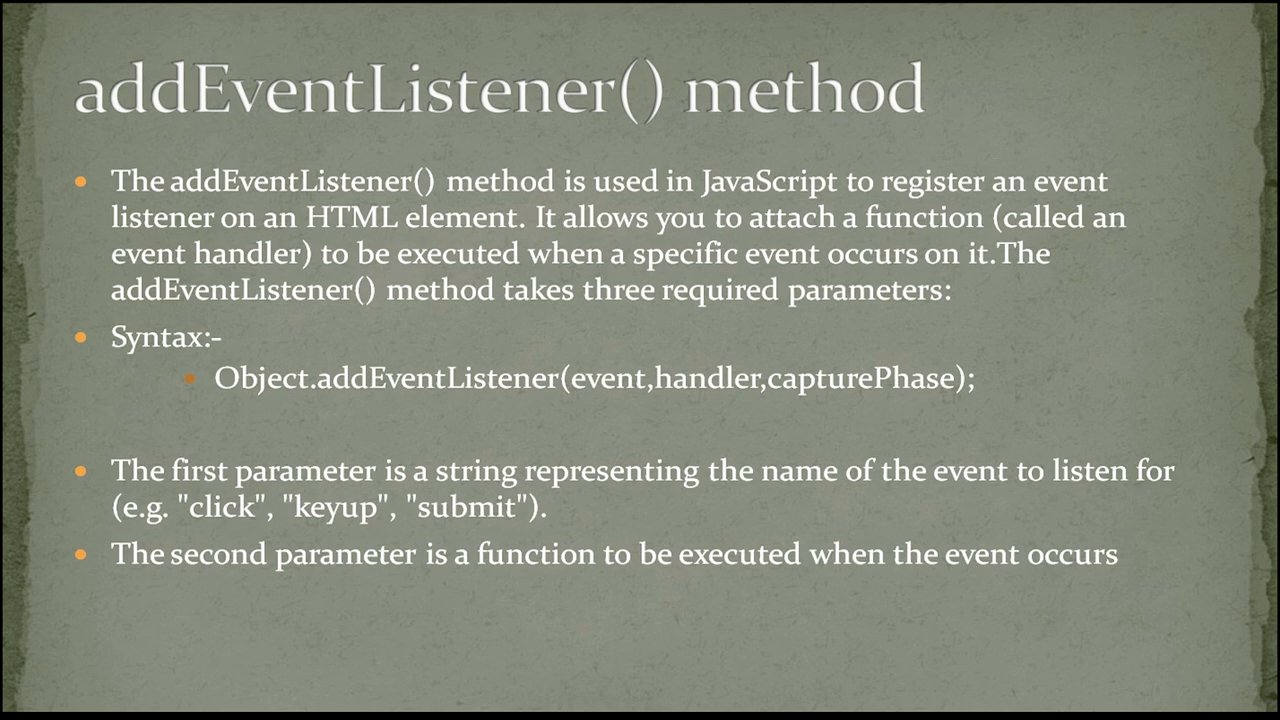 addEventListener() method
The addEventListener() method is used in JavaScript to register an event
listener on an HTML element. It allows you to attach a function (called an
event handler) to be executed when a specific event occurs on it.The
addEventListener() method takes three required parameters:
Syntax:-
Object.addEventListener(event,handler,capturePhase);
The first parameter is a string representing the name of the event to listen for
(e.g. "click", "keyup", "submit").
The second parameter is a function to be executed when the event occurs